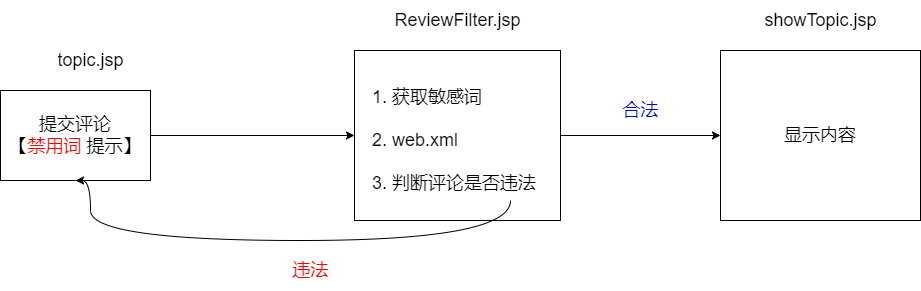 topic.jsp
提交评论
【禁用词 提示】
ReviewFilter.jsp
1. 获取敏感词
2. web.xml
3. 判断评论是否违法
合法
违法
showTopic.jsp
显示内容